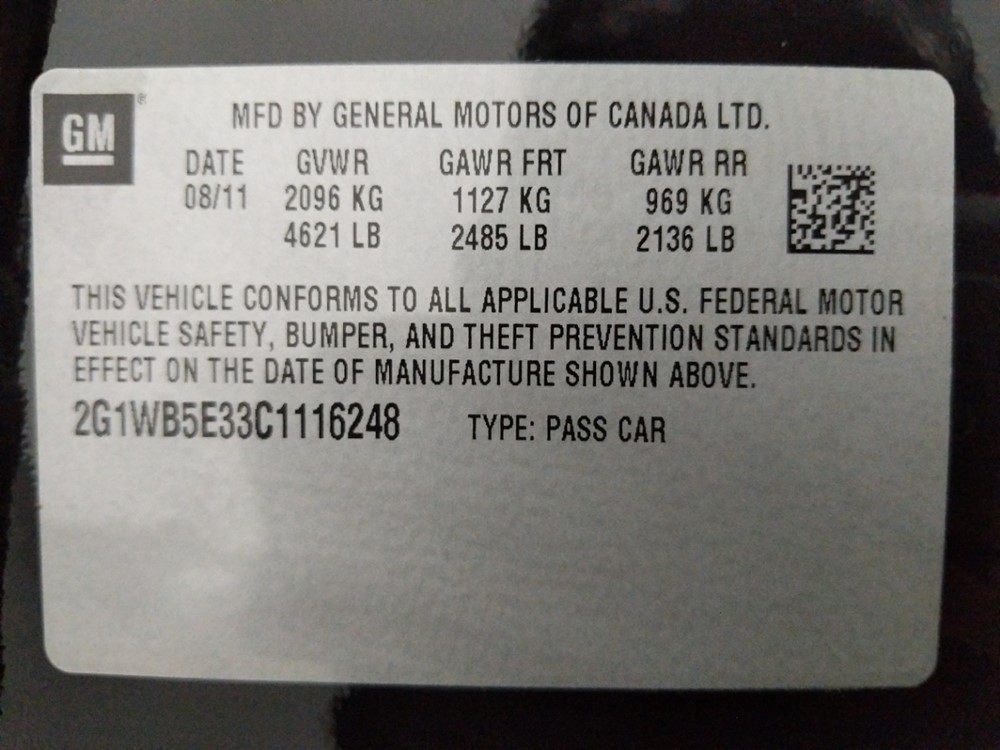 GM ®
MFD BY GENERAL MOTORS OF CANADA LTD.
DATE GVWR GAWR FRT GAWR RR
08/11 2096 KG 1127 KG 969 KG
4621 LB 2485 LB 2136 LB
THIS VEHICLE CONFORMS TO ALL APPLICABLE U.S. FEDERAL MOTOR
VEHICLE SAFETY, BUMPER, AND THEFT PREVENTION STANDARDS IN
EFFECT ON THE DATE OF MANUFACTURE SHOWN ABOVE.
2G1WB5E33C1116248 TYPE: PASS CAR